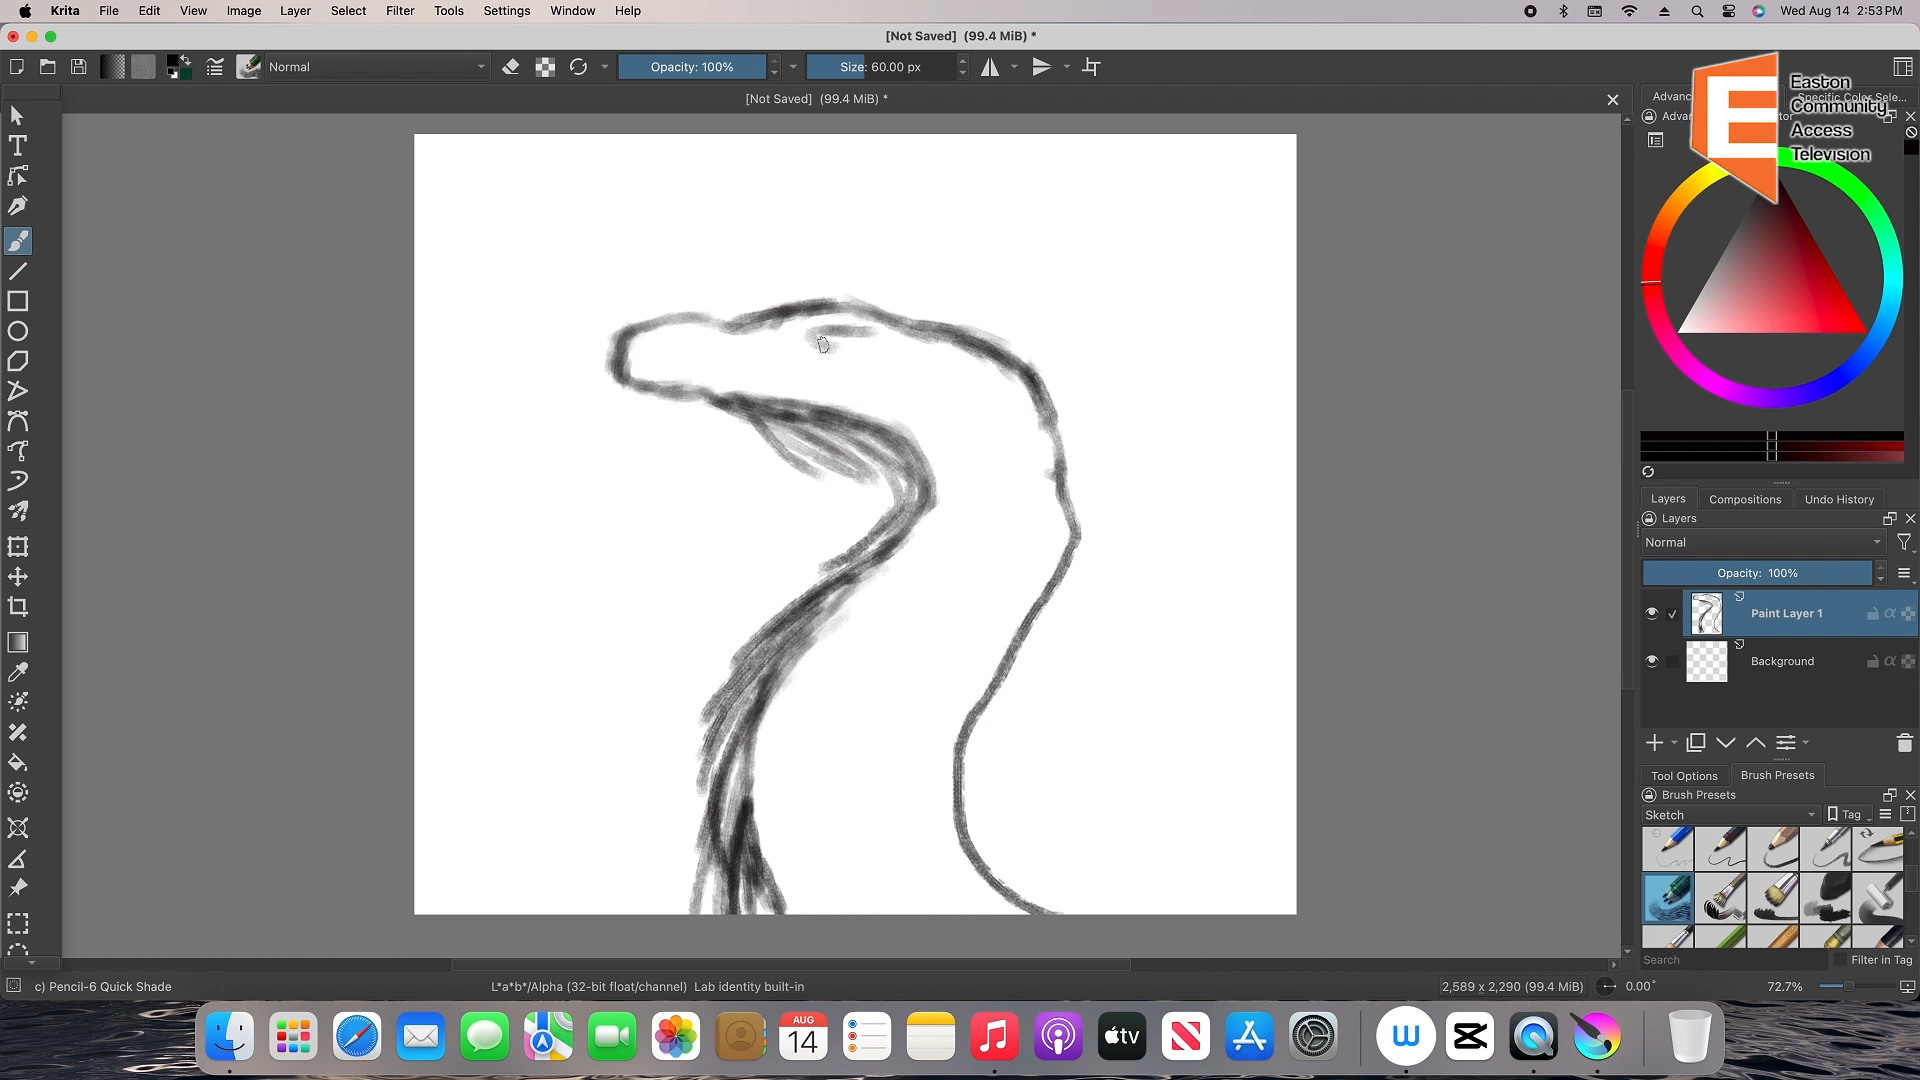 Krita File Edit View Image Layer Select Filter Tools Settings Window Help Wed Aug 14 2:53 PM
[Not Saved] (99.4 MiB) *
Normal Opacity: 100% Size: 60.00 px
[Not Saved] (99.4 MiB) *
Easton
Community
Access
Television
E
Specific Color Sele...
Layers Compositions Undo History
Layers
Normal
Opacity: 100%
Paint Layer 1
Background
Tool Options Brush Presets
Brush Presets
Sketch Tag
Search Filter in Tag
c) Pencil-6 Quick Shade L*a*b*/Alpha (32-bit float/channel) Lab identity built-in 2,589 x 2,290 (99.4 MiB) 0.00° 72.7%
AUG
14
tv